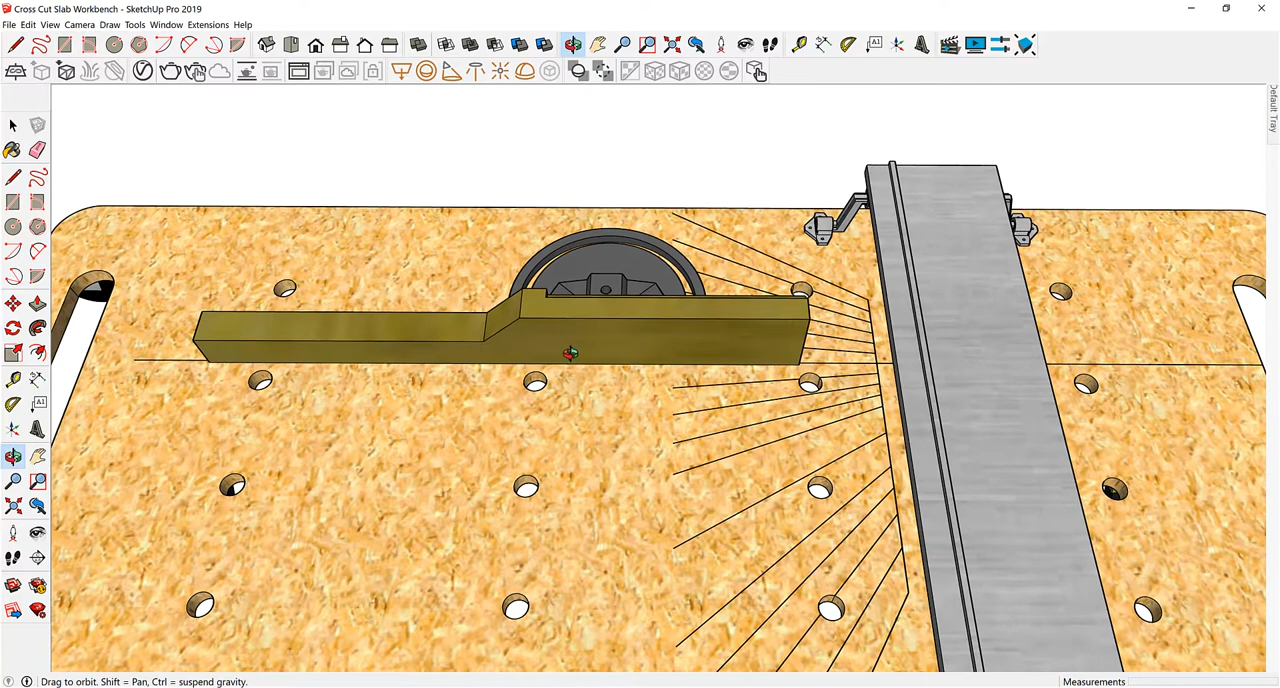 Cross Cut Slab Workbench - SketchUp Pro 2019
File Edit View Camera Draw Tools Window Extensions Help
Default Tray
Drag to orbit. Shift = Pan, Ctrl = suspend gravity.
Measurements